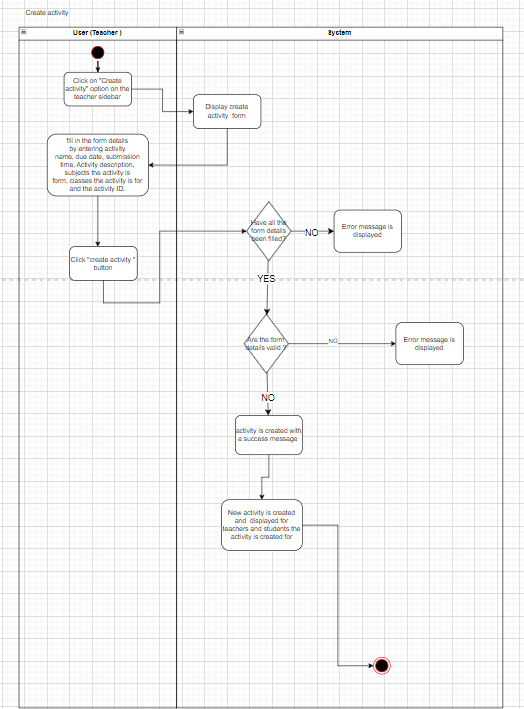 Create activity
User (Teacher )
System
Click on "Create
activity" option on the
teacher sidebar
Display create
activity form
fill in the form details
by entering activity
name, due date, submission
time, Activity description,
subjects the activity is
form, classes the activity is for
and the activity ID.
Have all the
form details
been filled?
NO
Error message is
displayed
Click "create activity "
button
YES
Are the form
details valid ?
NO
Error message is
displayed
NO
activity is created with
a success message
New activity is created
and displayed for
teachers and students the
activity is created for